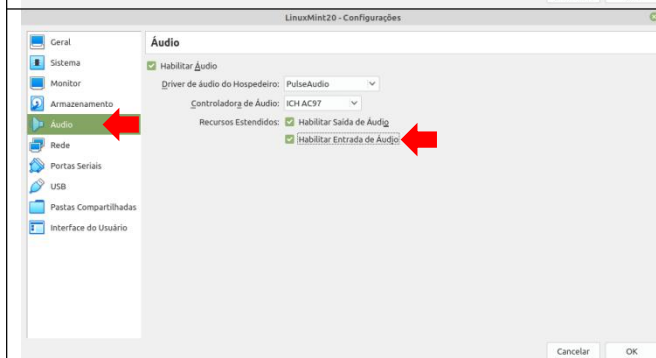 LinuxMint20 - Configurações
Geral
Sistema
Monitor
Armazenamento
Áudio
Rede
Portas Seriais
USB
Pastas Compartilhadas
Interface do Usuário
Áudio
Habilitar Áudio
Driver de áudio do Hospedeiro: PulseAudio
Controladora de Áudio: ICH AC97
Recursos Estendidos: Habilitar Saída de Áudio
Habilitar Entrada de Áudio
Cancelar OK